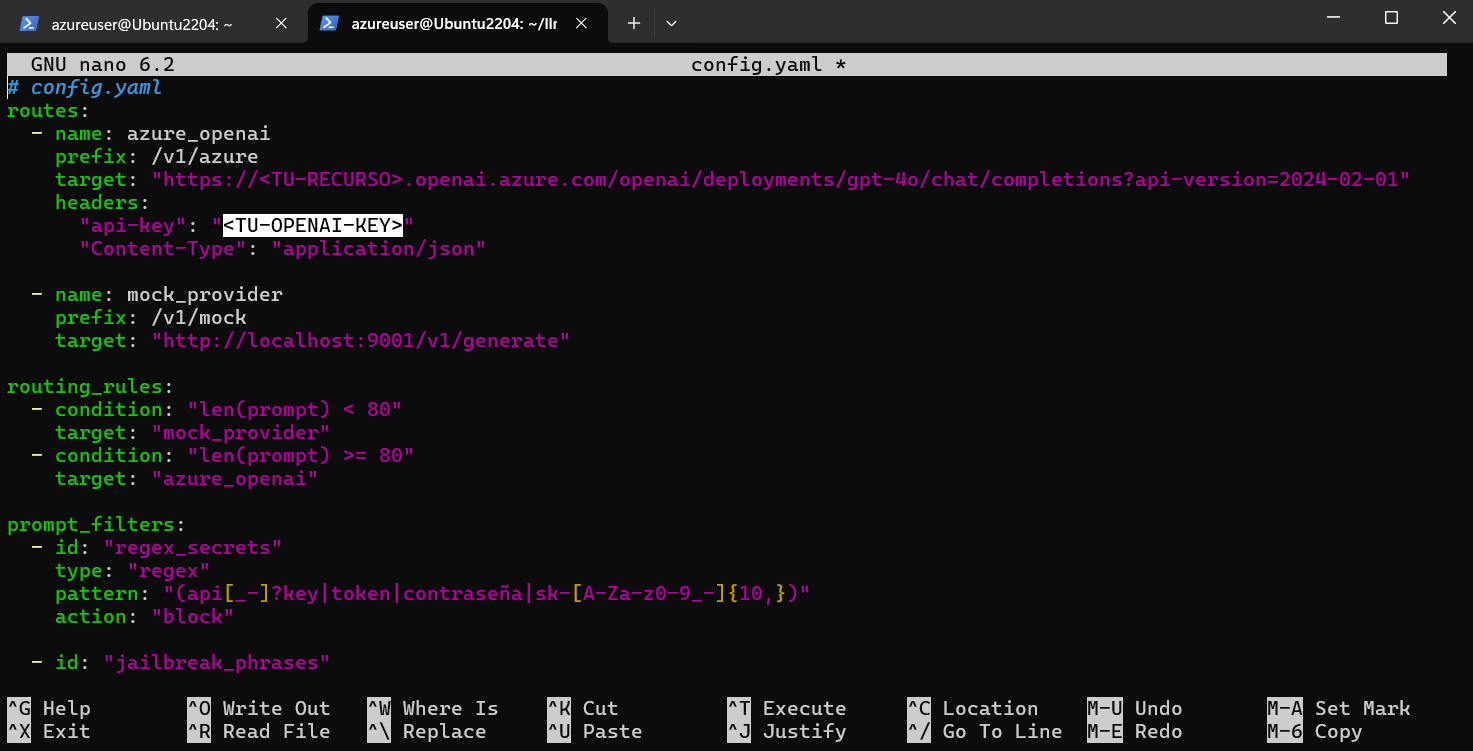 azureuser@Ubuntu2204: ~
azureuser@Ubuntu2204: ~/llm
GNU nano 6.2 config.yaml *
# config.yaml
routes:
  - name: azure_openai
    prefix: /v1/azure
    target: "https://<TU-RECURSO>.openai.azure.com/openai/deployments/gpt-4o/chat/completions?api-version=2024-02-01"
    headers:
      "api-key": "<TU-OPENAI-KEY>"
      "Content-Type": "application/json"

  - name: mock_provider
    prefix: /v1/mock
    target: "http://localhost:9001/v1/generate"

routing_rules:
  - condition: "len(prompt) < 80"
    target: "mock_provider"
  - condition: "len(prompt) >= 80"
    target: "azure_openai"

prompt_filters:
  - id: "regex_secrets"
    type: "regex"
    pattern: "(api[_-]?key|token|contraseña|sk-[A-Za-z0-9_-]{10,})"
    action: "block"

  - id: "jailbreak_phrases"

^G Help ^O Write Out ^W Where Is ^K Cut ^T Execute ^C Location M-U Undo M-A Set Mark
^X Exit ^R Read File ^\ Replace ^U Paste ^J Justify ^/ Go To Line M-E Redo M-6 Copy